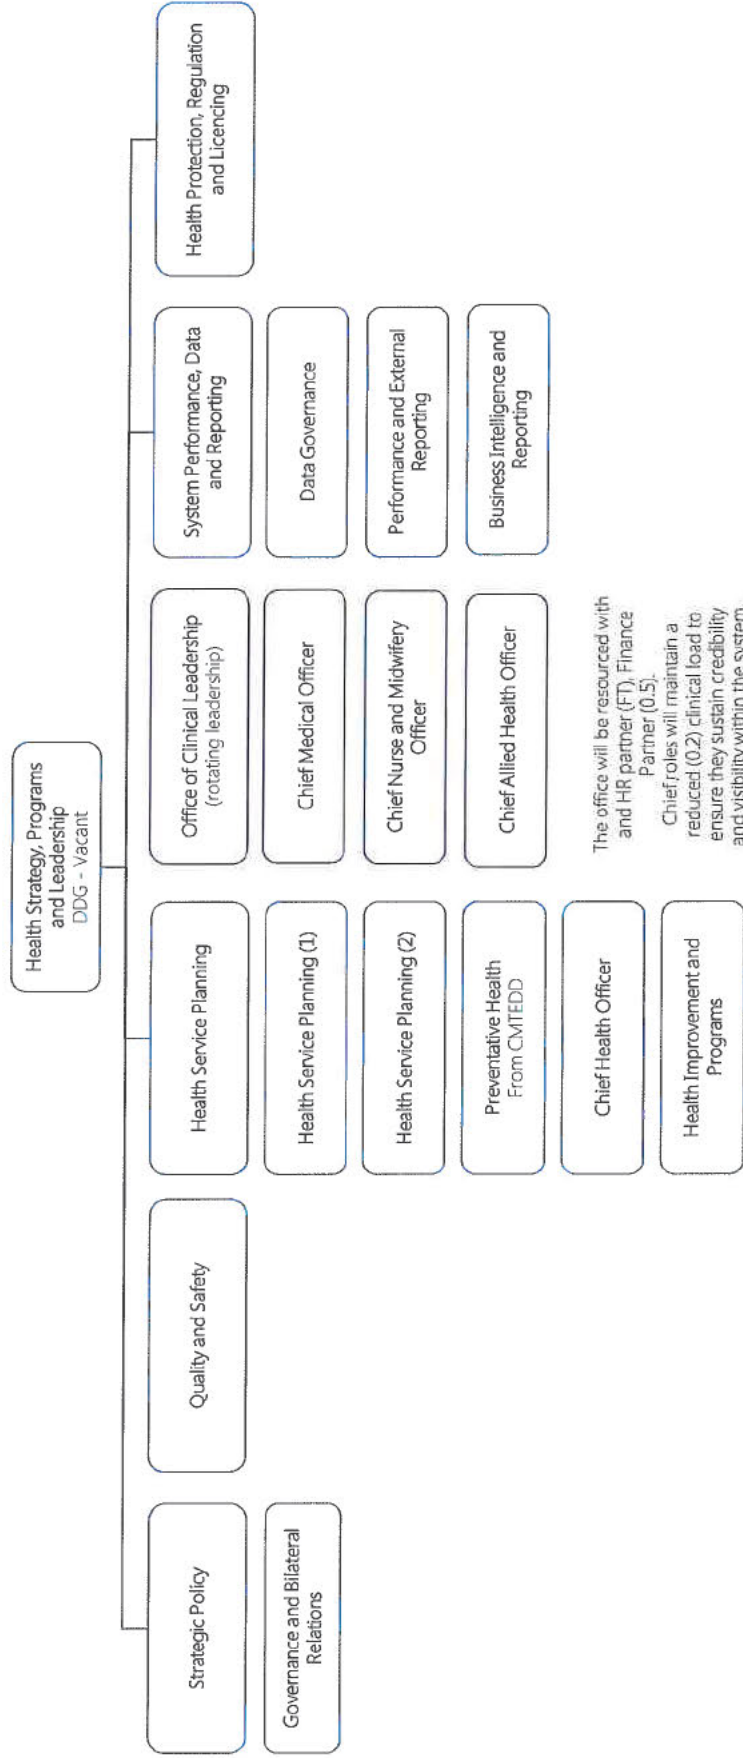 Health Strategy, Programs
and Leadership
DDG - Vacant
Strategic Policy
Governance and Bilateral
Relations
Quality and Safety
Health Service Planning
Health Service Planning (1)
Health Service Planning (2)
Preventative Health
From CMTEDD
Chief Health Officer
Health Improvement and
Programs
Office of Clinical Leadership
(rotating leadership)
Chief Medical Officer
Chief Nurse and Midwifery
Officer
Chief Allied Health Officer
The office will be resourced with
and HR partner (FT), Finance
Partner (0.5).
Chief roles will maintain a
reduced (0.2) clinical load to
ensure they sustain credibility
and visibility within the system
System Performance, Data
and Reporting
Data Governance
Performance and External
Reporting
Business Intelligence and
Reporting
Health Protection, Regulation
and Licencing